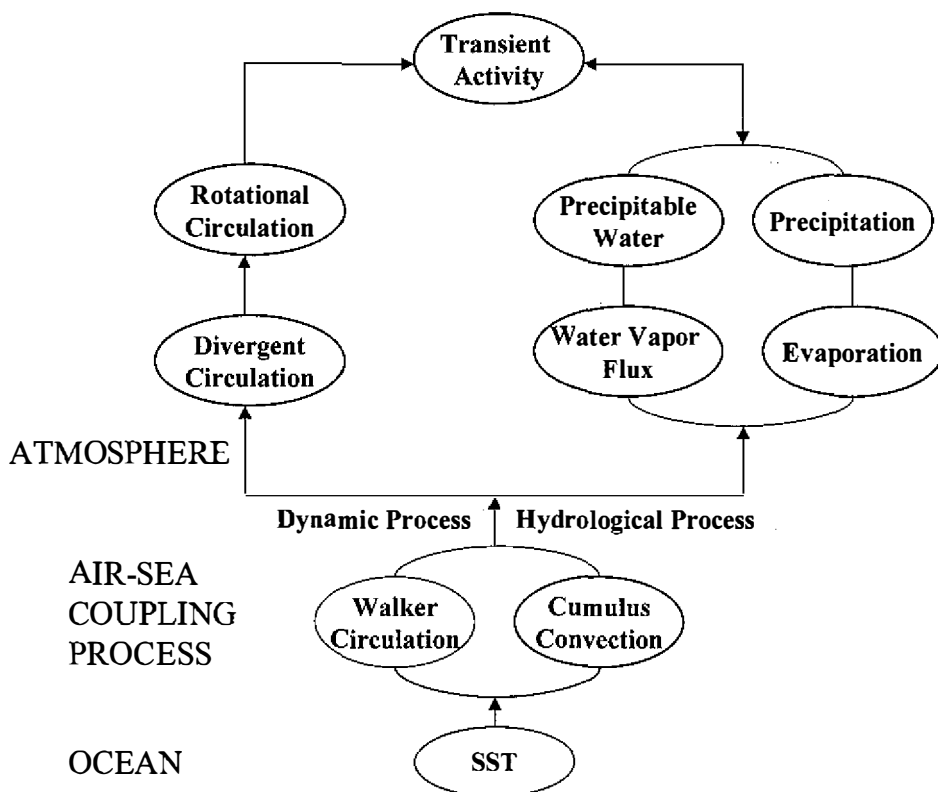 Transient
Activity
Rotational
Circulation
Precipitable
Water
Precipitation
Divergent
Circulation
Water Vapor
Flux
Evaporation
ATMOSPHERE
Dynamic Process
Hydrological Process
AIR-SEA
COUPLING
PROCESS
Walker
Circulation
Cumulus
Convection
OCEAN
SST